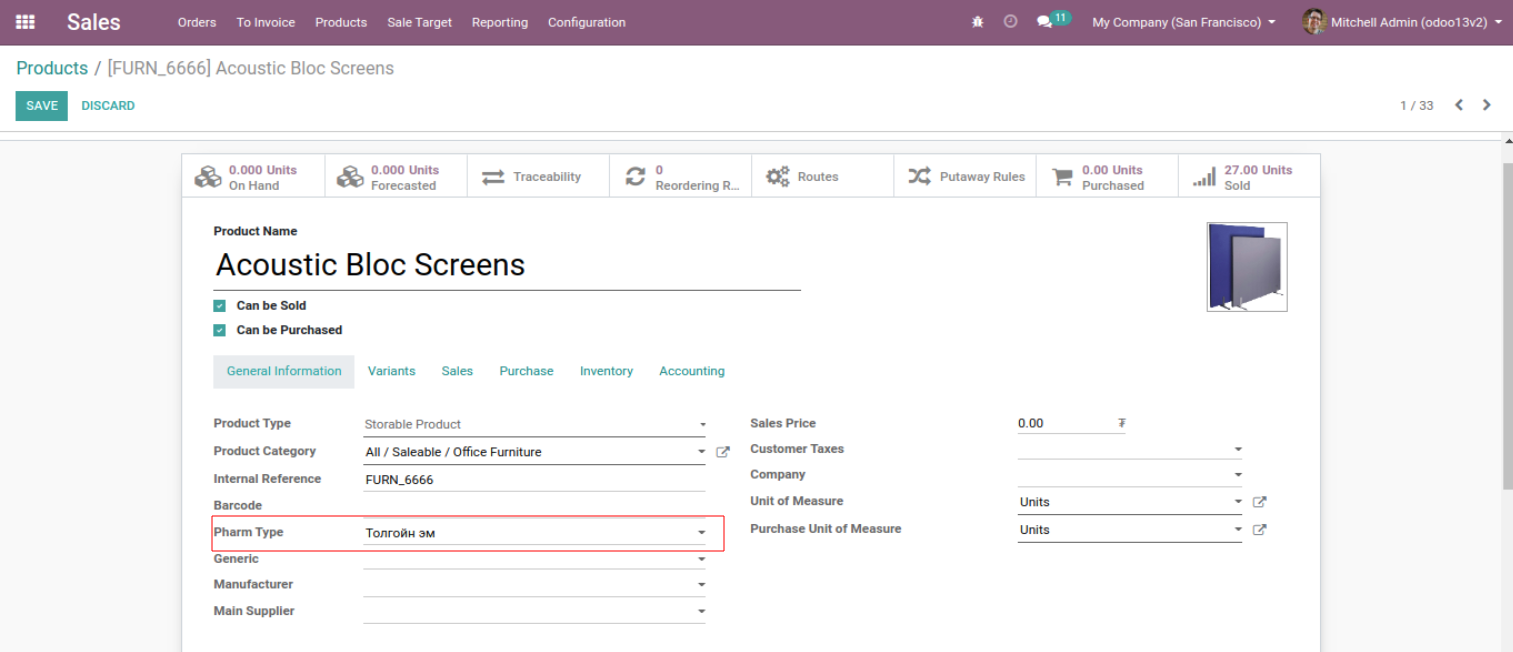 Sales Orders To Invoice Products Sale Target Reporting Configuration 11 My Company (San Francisco) Mitchell Admin (odoo13v2)
Products / [FURN_6666] Acoustic Bloc Screens
SAVE DISCARD 1 / 33
0.000 Units On Hand
0.000 Units Forecasted
Traceability
0 Reordering R...
Routes
Putaway Rules
0.00 Units Purchased
27.00 Units Sold
Product Name
Acoustic Bloc Screens
Can be Sold
Can be Purchased
General Information Variants Sales Purchase Inventory Accounting
Product Type Storable Product
Product Category All / Saleable / Office Furniture
Internal Reference FURN_6666
Barcode
Pharm Type Толгойн эм
Generic
Manufacturer
Main Supplier
Sales Price 0.00 ₮
Customer Taxes
Company
Unit of Measure Units
Purchase Unit of Measure Units